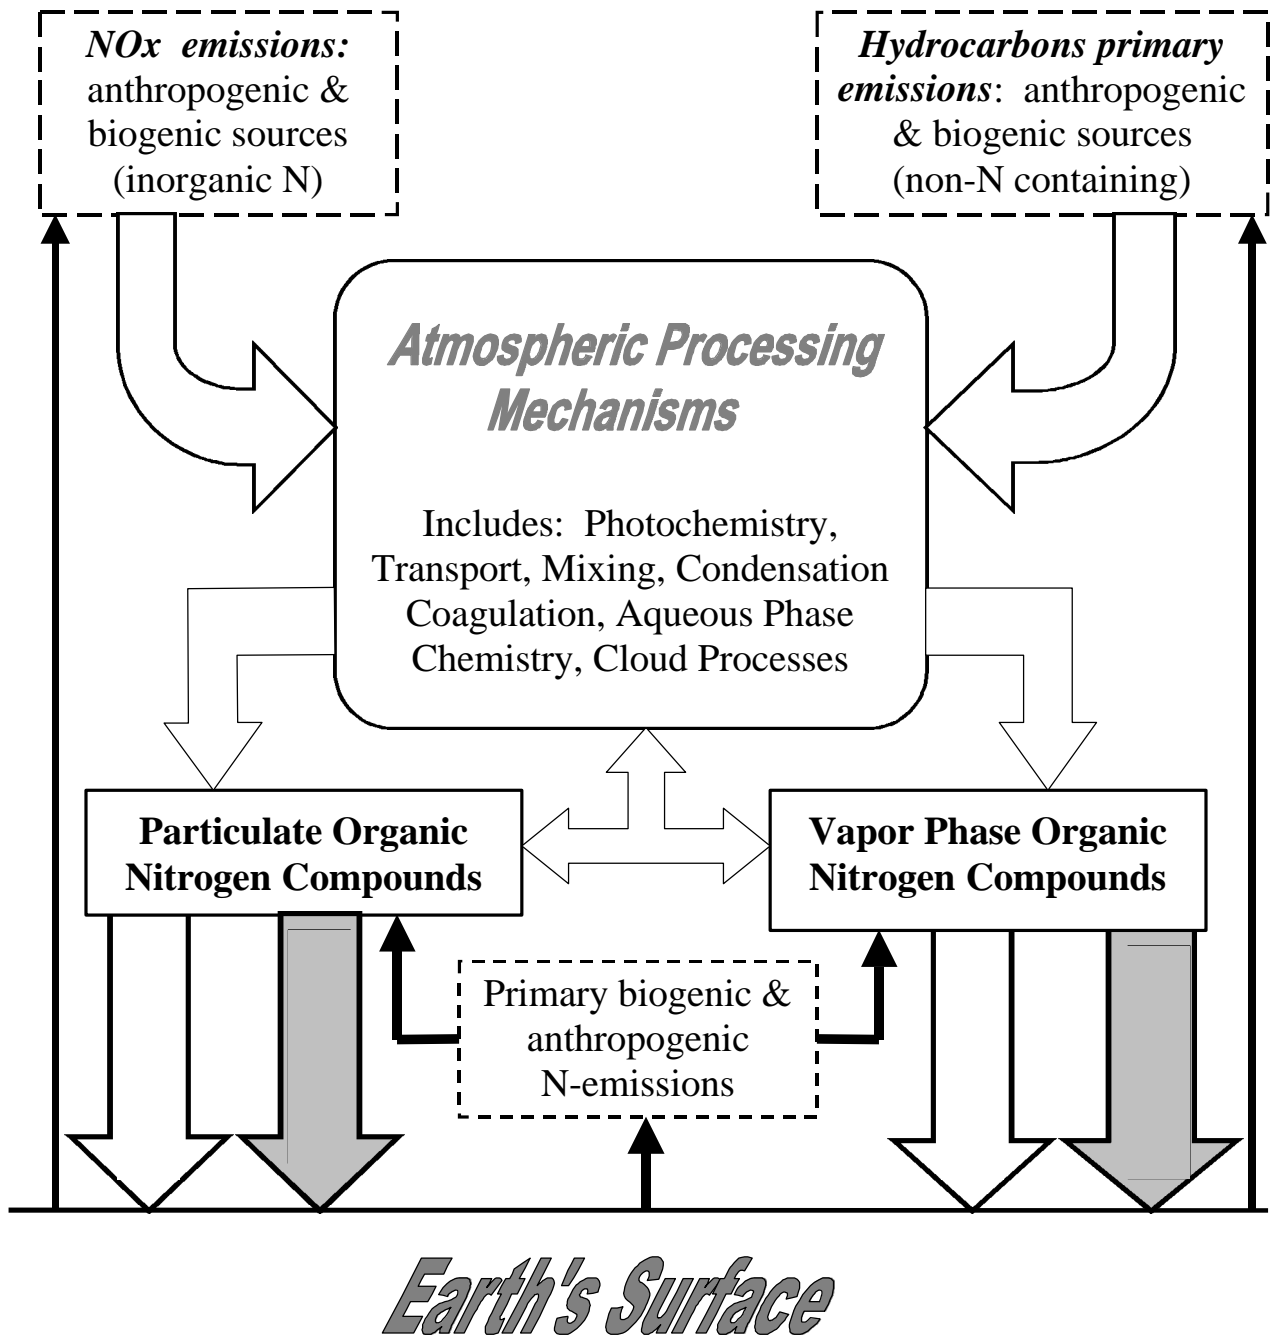 NOx emissions:
anthropogenic &
biogenic sources
(inorganic N)
Hydrocarbons primary
emissions: anthropogenic
& biogenic sources
(non-N containing)
Atmospheric Processing
Mechanisms
Includes: Photochemistry,
Transport, Mixing, Condensation
Coagulation, Aqueous Phase
Chemistry, Cloud Processes
Particulate Organic
Nitrogen Compounds
Vapor Phase Organic
Nitrogen Compounds
Primary biogenic &
anthropogenic
N-emissions
Earth's Surface